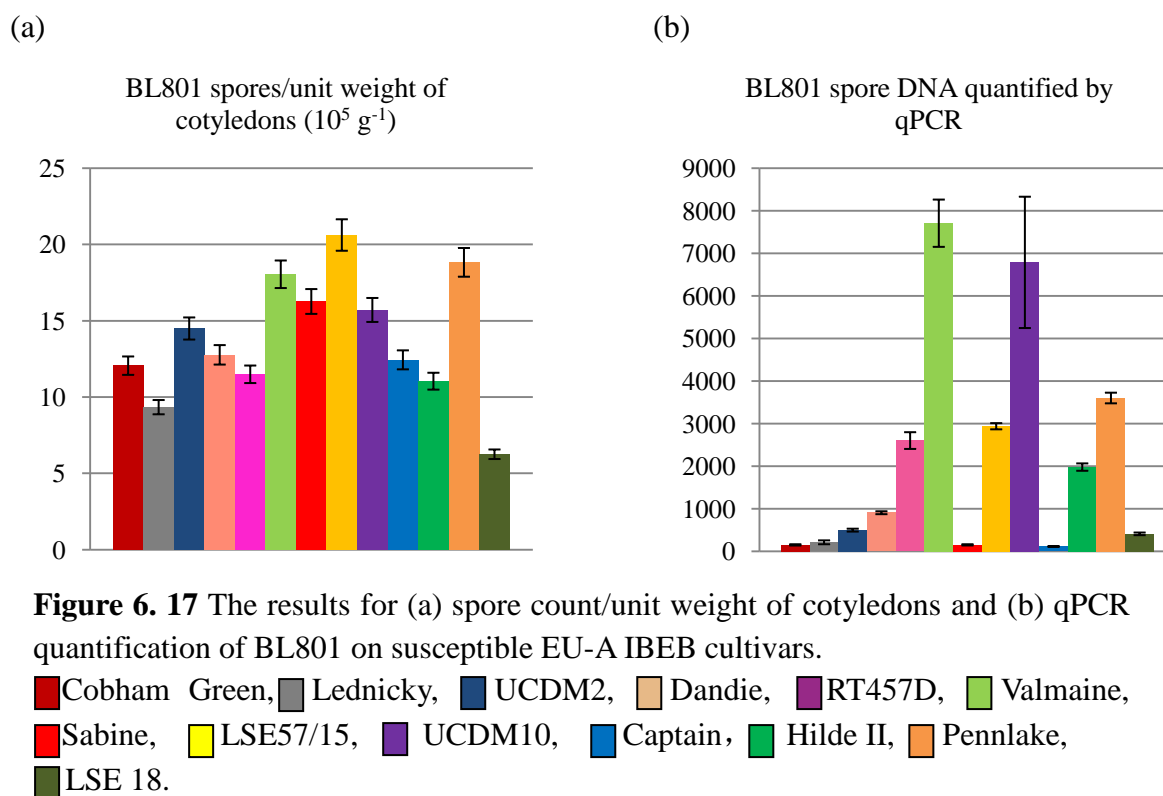 (a)
(b)
BL801 spores/unit weight of
cotyledons (10⁵ g⁻¹)
25
20
15
10
5
0
BL801 spore DNA quantified by
qPCR
9000
8000
7000
6000
5000
4000
3000
2000
1000
0
Figure 6. 17 The results for (a) spore count/unit weight of cotyledons and (b) qPCR
quantification of BL801 on susceptible EU-A IBEB cultivars.
Cobham Green, Lednicky, UCDM2, Dandie, RT457D, Valmaine,
Sabine, LSE57/15, UCDM10, Captain, Hilde II, Pennlake,
LSE 18.